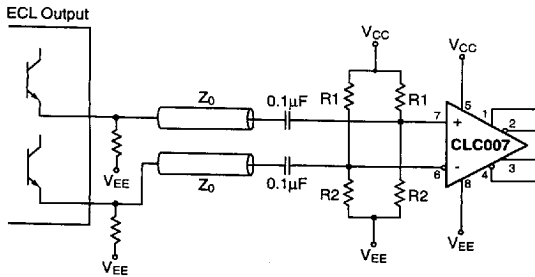 ECL Output
VCC
VCC
Z0
0.1µF
R1
R1
5
1
2
7
+
CLC007
VEE
6
-
3
4
8
Z0
0.1µF
R2
R2
VEE
VEE
VEE